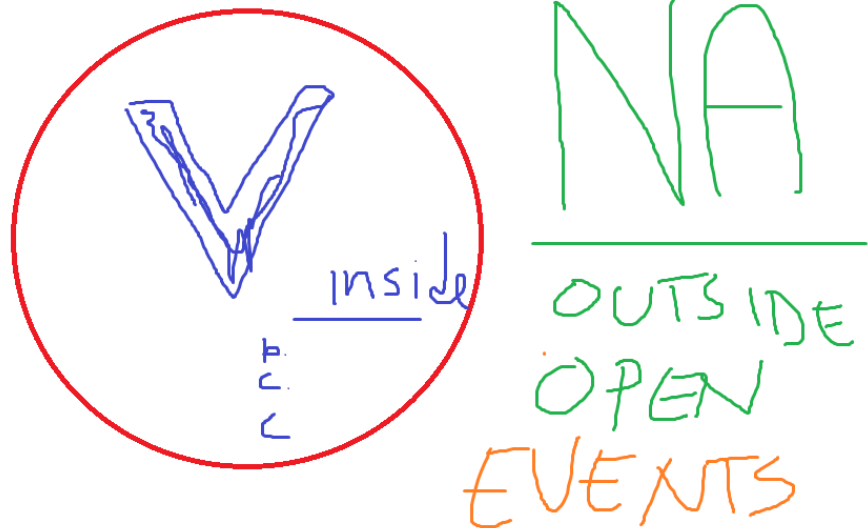 V
inside
b.
C.
C
NA
OUTSIDE
OPEN
EVENTS